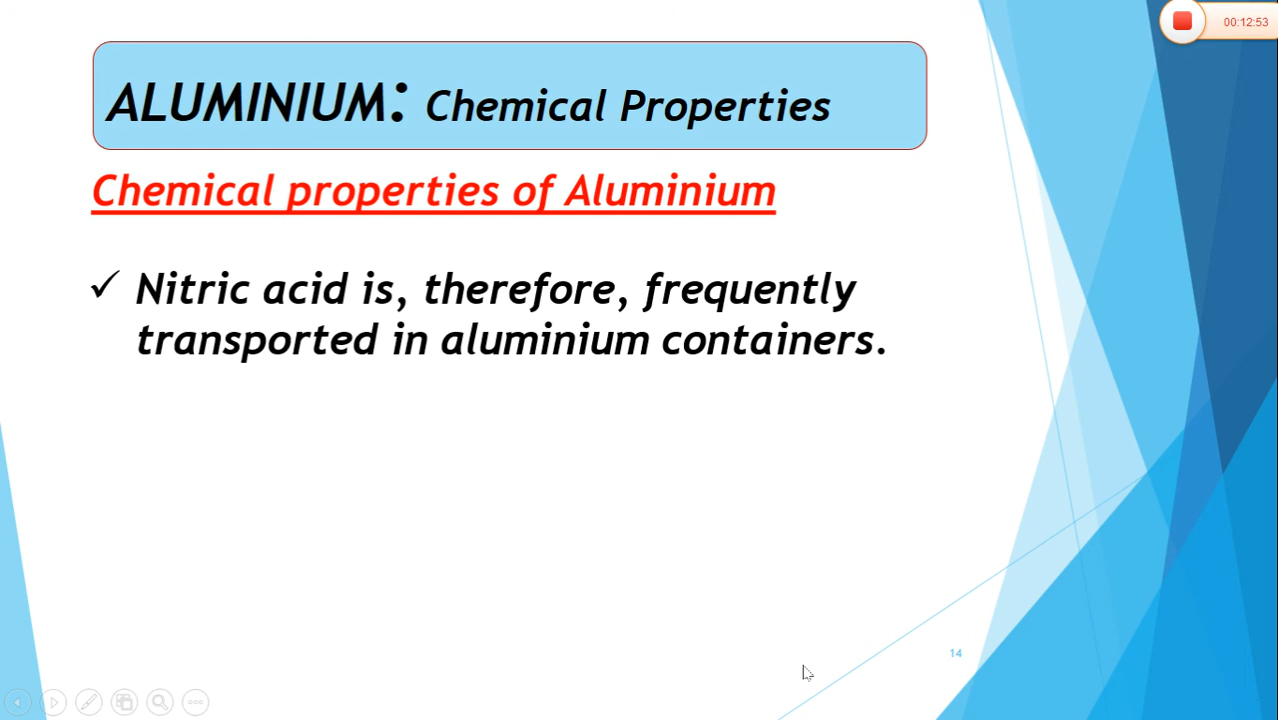 00:12:53
ALUMINIUM: Chemical Properties
Chemical properties of Aluminium
✓ Nitric acid is, therefore, frequently
transported in aluminium containers.
14